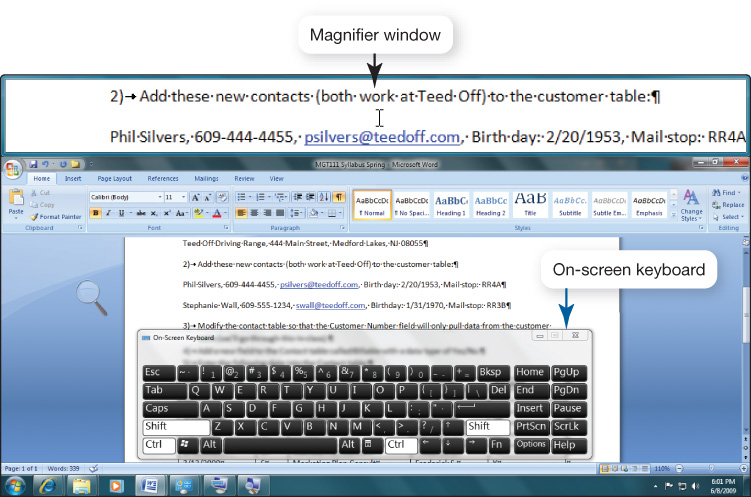 Magnifier window
2)→Add·these·new·contacts·(both·work·at·Teed·Off)·to·the·customer·table:¶
Phil·Silvers,·609-444-4455,·psilvers@teedoff.com,·Birth·day:·2/20/1953,·Mail·stop:·RR4A
MGT111 Syllabus Spring - Microsoft Word
Home Insert Page Layout References Mailings Review View
Paste
Cut
Copy
Format Painter
Calibri (Body) 11
AaBbCcDc AaBbCcDc AaBbC AaBbCc AaB AaBbCc. AaBbCcDc AaBbCcDc
¶ Normal ¶ No Spaci... Heading 1 Heading 2 Title Subtitle Subtle Em... Emphasis
Change Styles
Find
Replace
Select
Clipboard Font Paragraph Styles Editing
Teed·Off·Driving·Range,·444·Main·Street,·Medford·Lakes,·NJ·08055¶
2)→Add·these·new·contacts·(both·work·at·Teed·Off)·to·the·customer·table:¶
On-screen keyboard
Phil·Silvers,·609-444-4455,·psilvers@teedoff.com,·Birth·day:·2/20/1953,·Mail·stop:·RR4A¶
Stephanie·Wall,·609-555-1234,·swall@teedoff.com,·Birthday:·1/31/1970,·Mail·stop:·RR3B¶
3)→Modify·the·contact·table·so·that·the·Customer·Number·field·will·only·pull·data·from·the·customer·
On-Screen Keyboard
Esc ~ ` ! 1 @ 2 # 3 $ 4 % 5 ^ 6 & 7 * 8 ( 9 ) 0 _ - + = Bksp Home PgUp
Tab Q W E R T Y U I O P { [ } ] | \ Del End PgDn
Caps A S D F G H J K L : ; " ' Insert Pause
Shift Z X C V B N M < , > . ? / Shift PrtScn ScrLk
Ctrl Alt Alt Ctrl Fn Options Help
Page: 1 of 1 Words: 339 110%
6:01 PM
6/8/2009